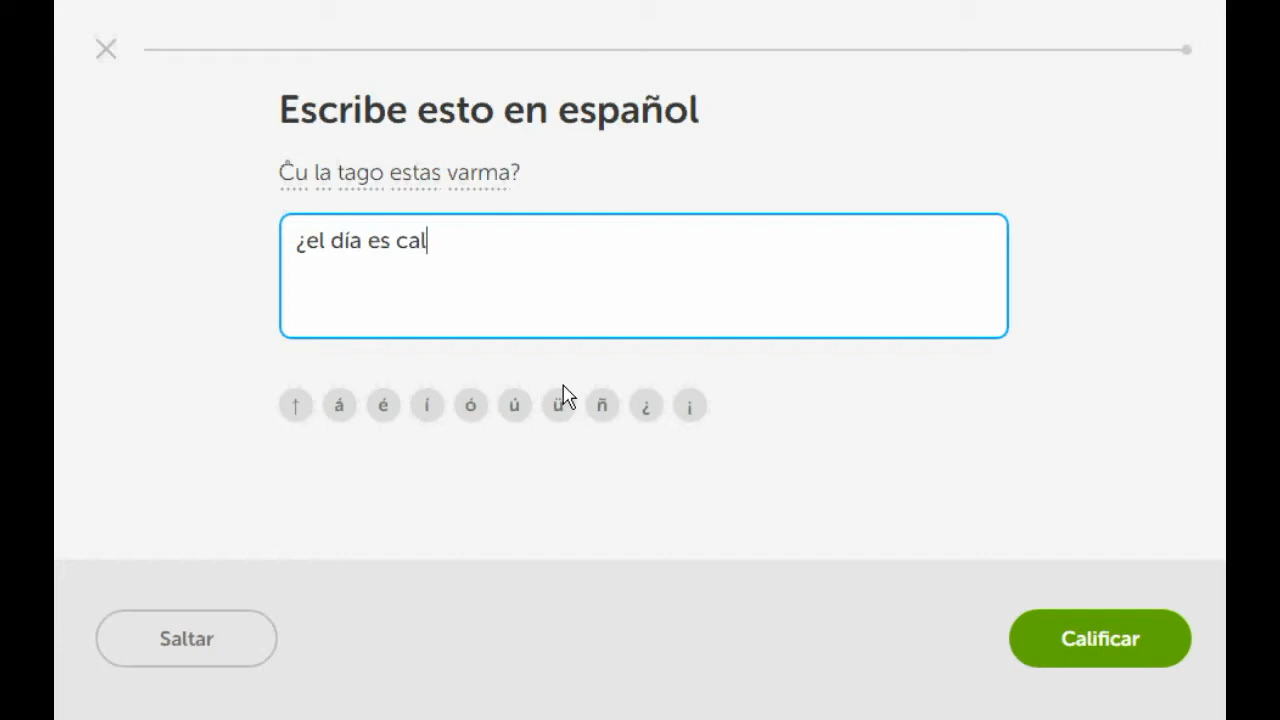 Escribe esto en español
Ĉu la tago estas varma?
¿el día es cal
↑ á é í ó ú ü ñ ¿ ¡
Saltar
Calificar